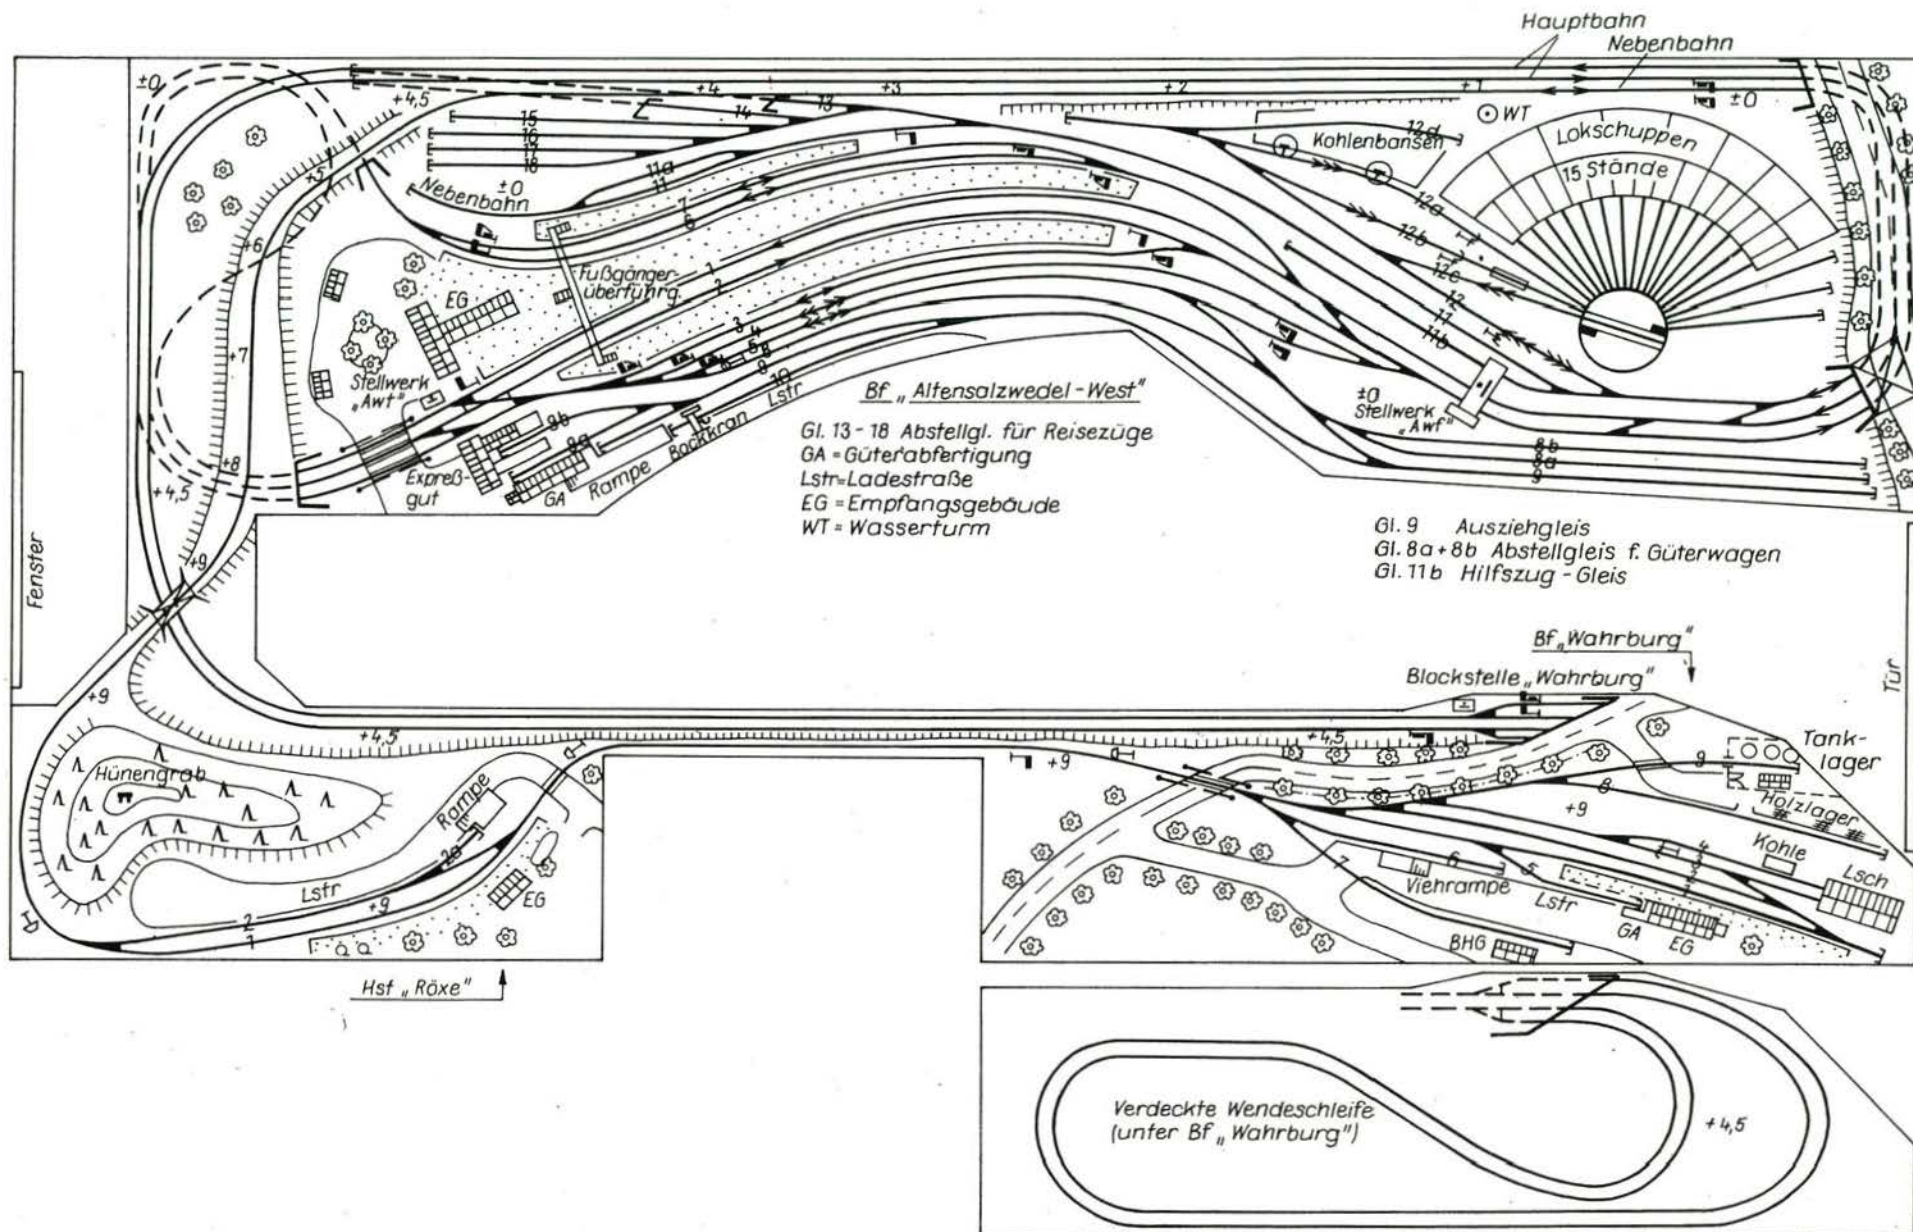 Hauptbahn
Nebenbahn
±0
+4,5
+4
+3
+2
+1
±0
13
14
15
16
17
18
±0
WT
Kohlenbansen
12d
Lokschuppen
15 Stände
+5
Nebenbahn
11a
11
7
6
12a
12b
12c
12
11
11b
+6
EG
Fußgänger-
überführg.
1
2
3
4
5
6
8
9
10
+7
Stellwerk
„Awt"
9b
9a
Lstr
Bockkran
Rampe
GA
Expreß-
gut
+8
+4,5
+9
Bf „Altensalzwedel-West"
Gl. 13-18 Abstellgl. für Reisezüge
GA = Güterabfertigung
Lstr=Ladestraße
EG = Empfangsgebäude
WT = Wasserturm
±0
Stellwerk
„Awf"
8b
8a
9
Gl. 9 Ausziehgleis
Gl. 8a+8b Abstellgleis f. Güterwagen
Gl. 11b Hilfszug-Gleis
Fenster
Tür
Bf „Wahrburg"
Blockstelle „Wahrburg"
+9
+4,5
+4,5
Hünengrab
Rampe
2a
Lstr
2
1
+9
EG
Hst „Röxe"
+9
9
Tank-
lager
8
+9
Holzlager
Kohle
4
3
2
1
Lsch
6
5
7
Viehrampe
Lstr
GA
EG
BHG
Verdeckte Wendeschleife
(unter Bf „Wahrburg")
+4,5